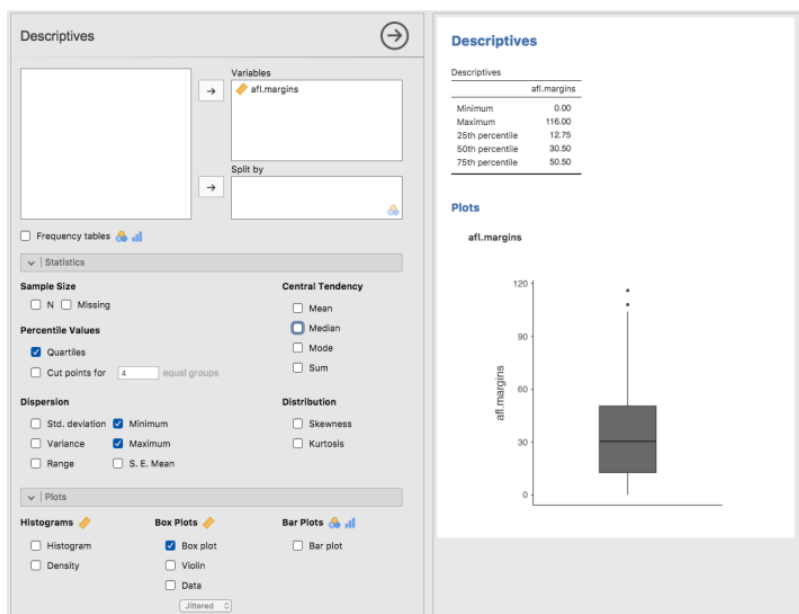 Descriptives
Variables
afl.margins
Split by
Frequency tables
Statistics
Sample Size
N Missing
Percentile Values
Quartiles
Cut points for 4 equal groups
Dispersion
Std. deviation Minimum
Variance Maximum
Range S. E. Mean
Central Tendency
Mean
Median
Mode
Sum
Distribution
Skewness
Kurtosis
Plots
Histograms
Histogram
Density
Box Plots
Box plot
Violin
Data
Jittered
Bar Plots
Bar plot
Descriptives
Descriptives
afl.margins
Minimum 0.00
Maximum 116.00
25th percentile 12.75
50th percentile 30.50
75th percentile 50.50
Plots
afl.margins
120
90
60
30
0
afl.margins